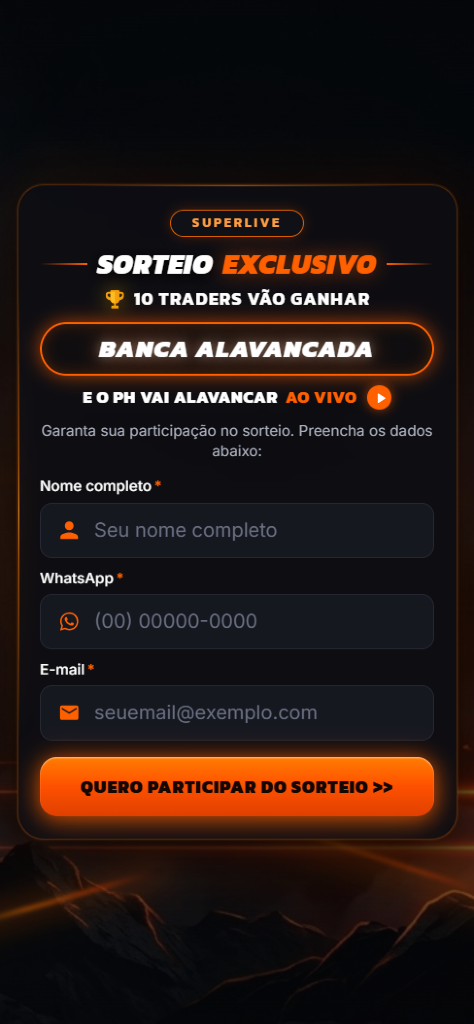 SUPERLIVE
SORTEIO EXCLUSIVO
10 TRADERS VÃO GANHAR
BANCA ALAVANCADA
E O PH VAI ALAVANCAR AO VIVO
Garanta sua participação no sorteio. Preencha os dados
abaixo:
Nome completo *
Seu nome completo
WhatsApp *
(00) 00000-0000
E-mail *
seuemail@exemplo.com
QUERO PARTICIPAR DO SORTEIO >>